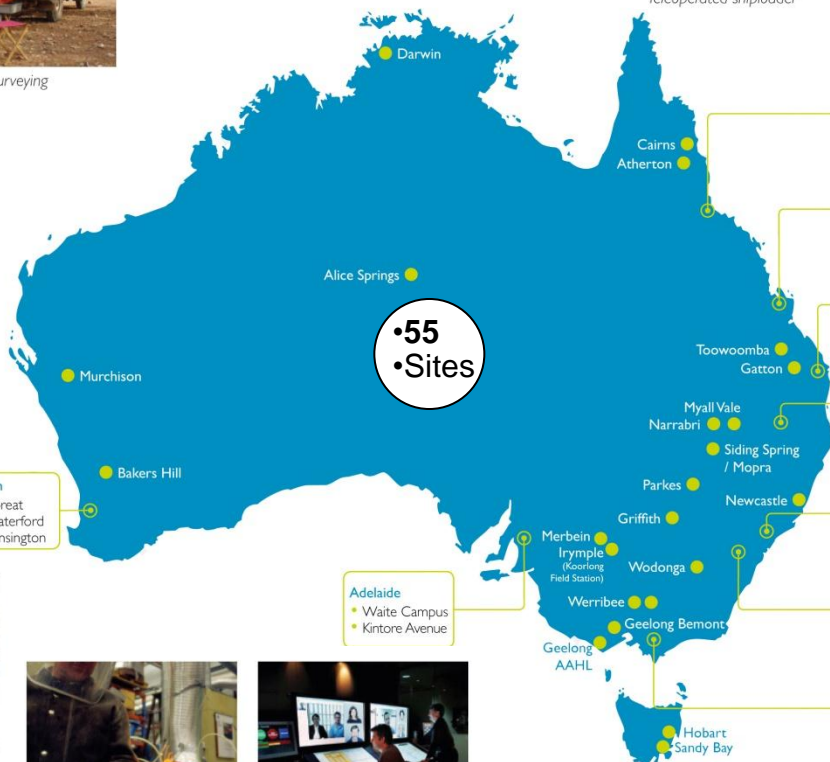 Teleoperated shiploader
Darwin
urveying
Cairns
Atherton
Alice Springs
•55
•Sites
Toowoomba
Gatton
Murchison
Myall Vale
Narrabri
Siding Spring
/ Mopra
Bakers Hill
Parkes
Newcastle
reat
aterford
nsington
Griffith
Merbein
Irymple
(Koorlong
Field Station)
Wodonga
Adelaide
• Waite Campus
• Kintore Avenue
Werribee
Geelong Bemont
Geelong
AAHL
Hobart
Sandy Bay